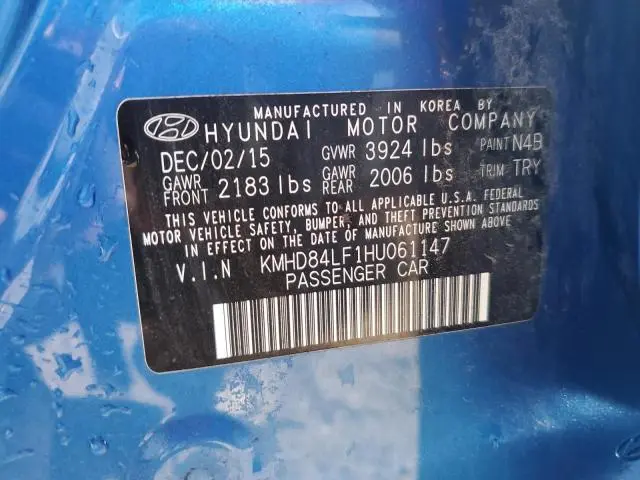 MANUFACTURED IN KOREA BY
HYUNDAI MOTOR COMPANY
DEC/02/15 GVWR 3924 lbs PAINT N4B
GAWR FRONT 2183 lbs GAWR REAR 2006 lbs TRIM TRY
THIS VEHICLE CONFORMS TO ALL APPLICABLE U.S.A. FEDERAL
MOTOR VEHICLE SAFETY, BUMPER, AND THEFT PREVENTION STANDARDS
IN EFFECT ON THE DATE OF MANUFACTURE SHOWN ABOVE.
V.I.N KMHD84LF1HU061147
PASSENGER CAR